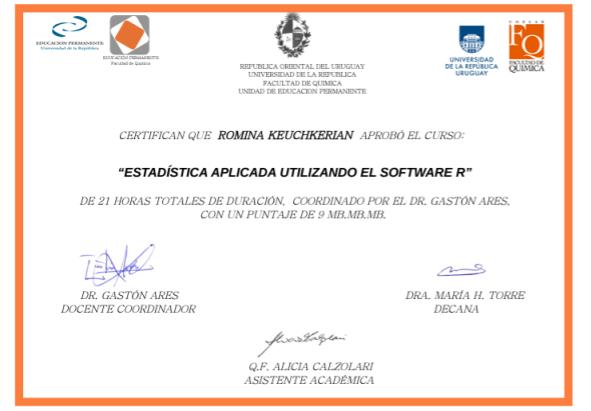 EDUCACIÓN PERMANENTE
Universidad de la República
EDUCACIÓN PERMANENTE
Facultad de Química
REPUBLICA ORIENTAL DEL URUGUAY
UNIVERSIDAD DE LA REPUBLICA
FACULTAD DE QUIMICA
UNIDAD DE EDUCACION PERMANENTE
UNIVERSIDAD
DE LA REPÚBLICA
URUGUAY
UDELAR
FQ
FACULTAD DE
QUIMICA
CERTIFICAN QUE ROMINA KEUCHKERIAN APROBÓ EL CURSO:
“ESTADÍSTICA APLICADA UTILIZANDO EL SOFTWARE R”
DE 21 HORAS TOTALES DE DURACIÓN, COORDINADO POR EL DR. GASTÓN ARES,
CON UN PUNTAJE DE 9 MB.MB.MB.
DR. GASTÓN ARES
DOCENTE COORDINADOR
DRA. MARÍA H. TORRE
DECANA
Q.F. ALICIA CALZOLARI
ASISTENTE ACADÉMICA